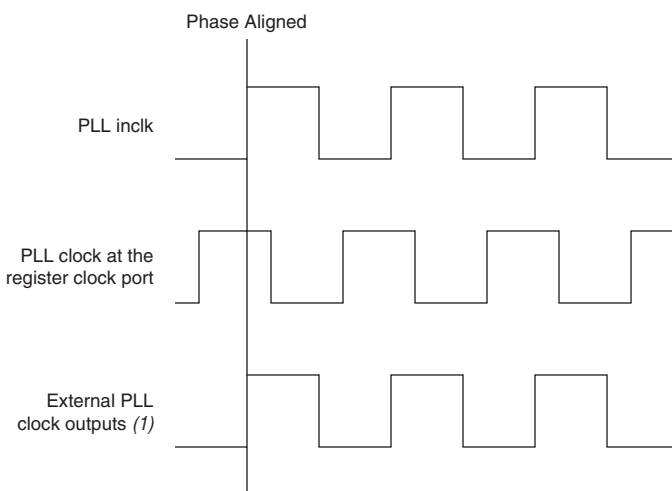 Phase Aligned
PLL inclk
PLL clock at the
register clock port
External PLL
clock outputs (1)